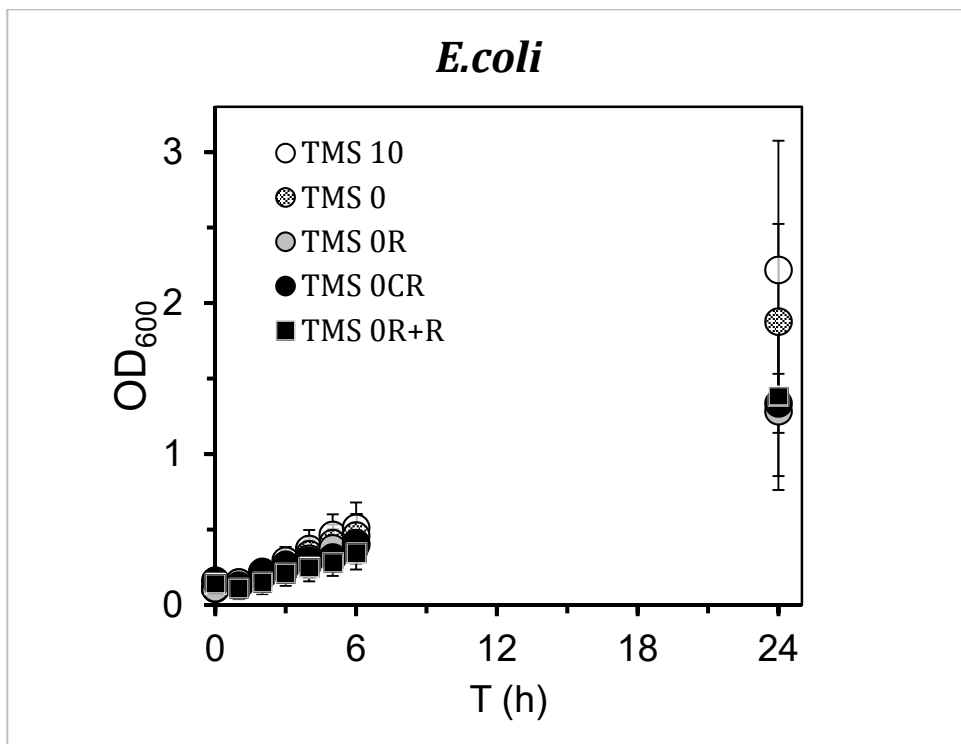 E.coli
TMS 10
TMS 0
TMS 0R
TMS 0CR
TMS 0R+R
OD600
3
2
1
0
0 6 12 18 24
T (h)